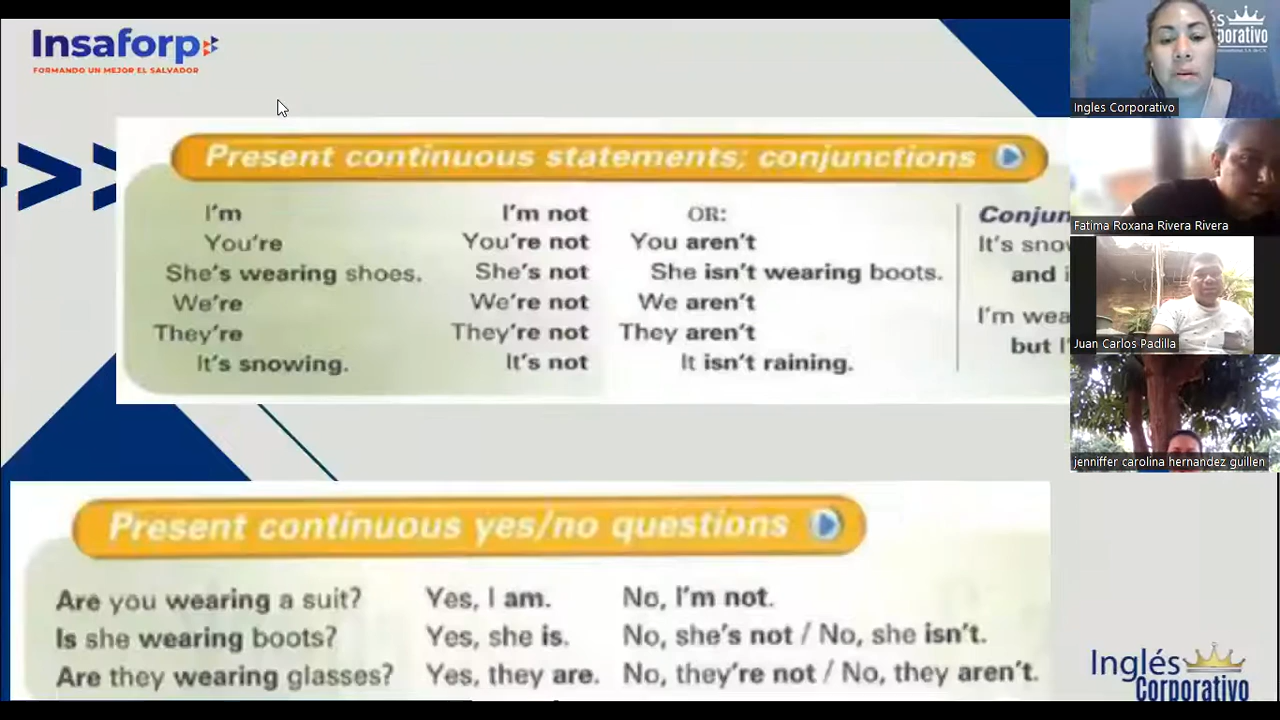 Insaforp
FORMANDO UN MEJOR EL SALVADOR
Present continuous statements; conjunctions
I'm I'm not OR:
You're You're not You aren't
She's wearing shoes. She's not She isn't wearing boots.
We're We're not We aren't
They're They're not They aren't
It's snowing. It's not It isn't raining.
Present continuous yes/no questions
Are you wearing a suit? Yes, I am. No, I'm not.
Is she wearing boots? Yes, she is. No, she's not / No, she isn't.
Are they wearing glasses? Yes, they are. No, they're not / No, they aren't.
Inglés
Corporativo
Ingles Corporativo
Fatima Roxana Rivera Rivera
Juan Carlos Padilla
jenniffer carolina hernandez guillen